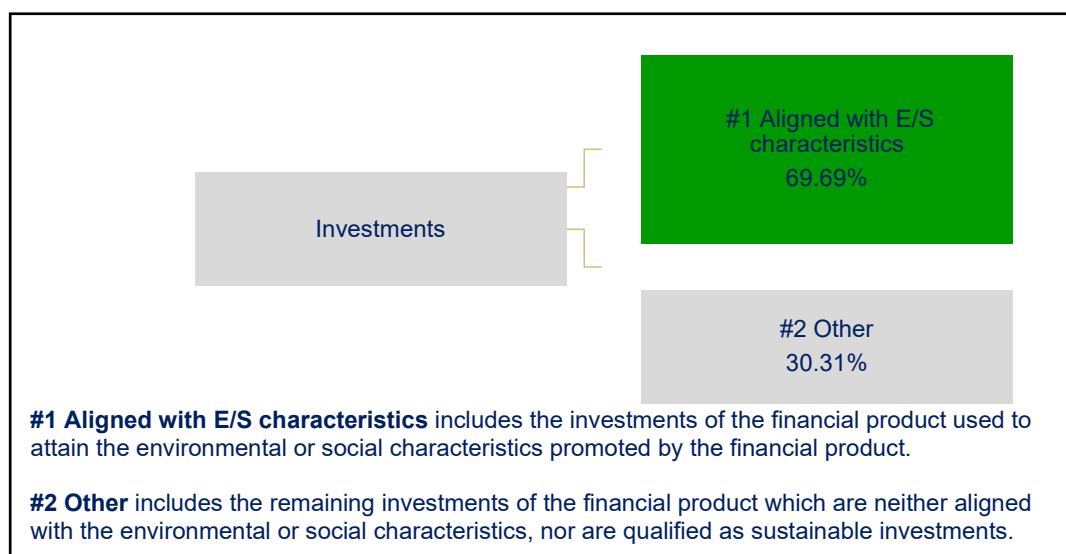 #1 Aligned with E/S
characteristics
69.69%
Investments
#2 Other
30.31%
#1 Aligned with E/S characteristics includes the investments of the financial product used to
attain the environmental or social characteristics promoted by the financial product.
#2 Other includes the remaining investments of the financial product which are neither aligned
with the environmental or social characteristics, nor are qualified as sustainable investments.